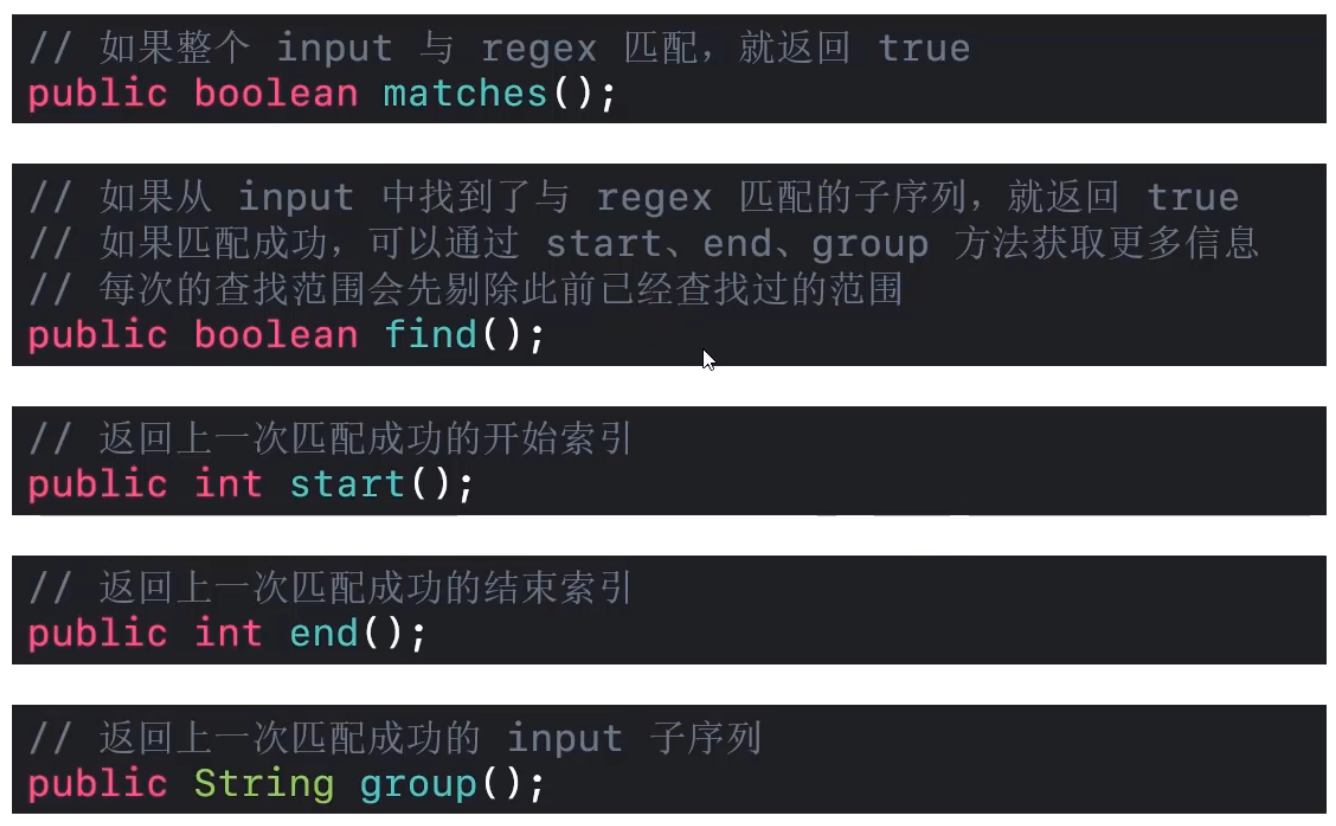 // 如果整个 input 与 regex 匹配，就返回 true
public boolean matches();
// 如果从 input 中找到了与 regex 匹配的子序列，就返回 true
// 如果匹配成功，可以通过 start、end、group 方法获取更多信息
// 每次的查找范围会先剔除此前已经查找过的范围
public boolean find();
// 返回上一次匹配成功的开始索引
public int start();
// 返回上一次匹配成功的结束索引
public int end();
// 返回上一次匹配成功的 input 子序列
public String group();